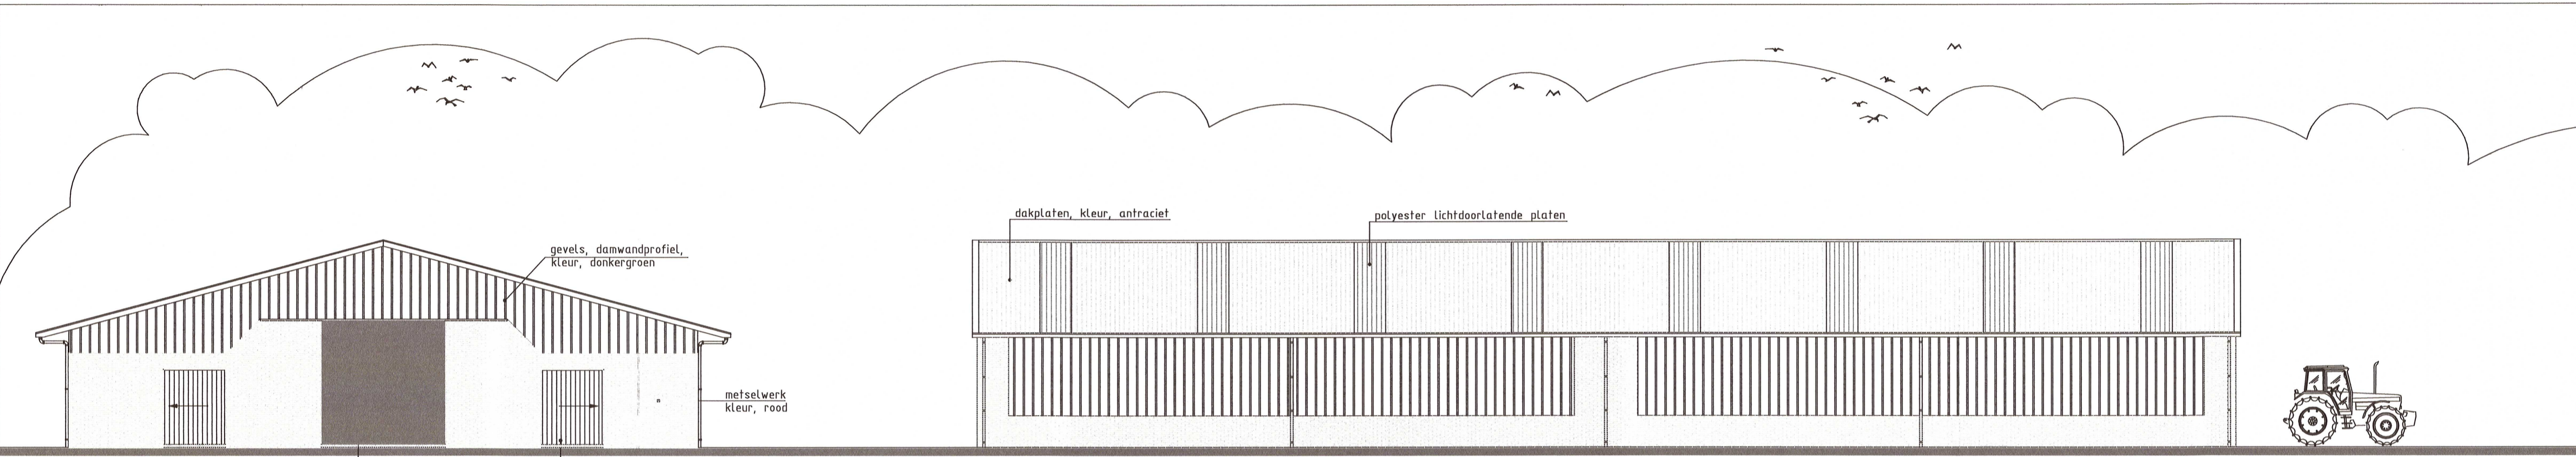 dakplaten, kleur, antraciet
polyester lichtdoorlatende platen
gevels, damwandprofiel,
kleur, donkergroen
metselwerk
kleur, rood